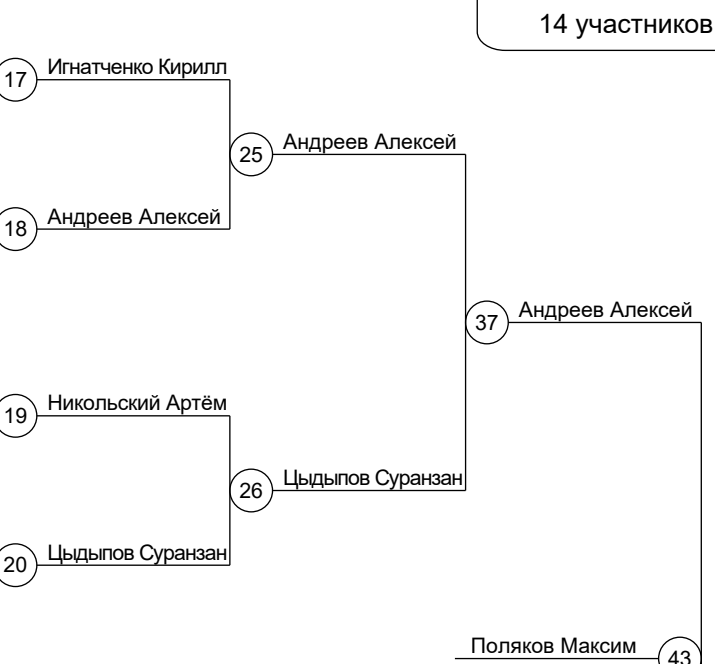 14 участников
17 Игнатченко Кирилл
25 Андреев Алексей
18 Андреев Алексей
37 Андреев Алексей
19 Никольский Артём
26 Цыдыпов Суранзан
20 Цыдыпов Суранзан
Поляков Максим 43